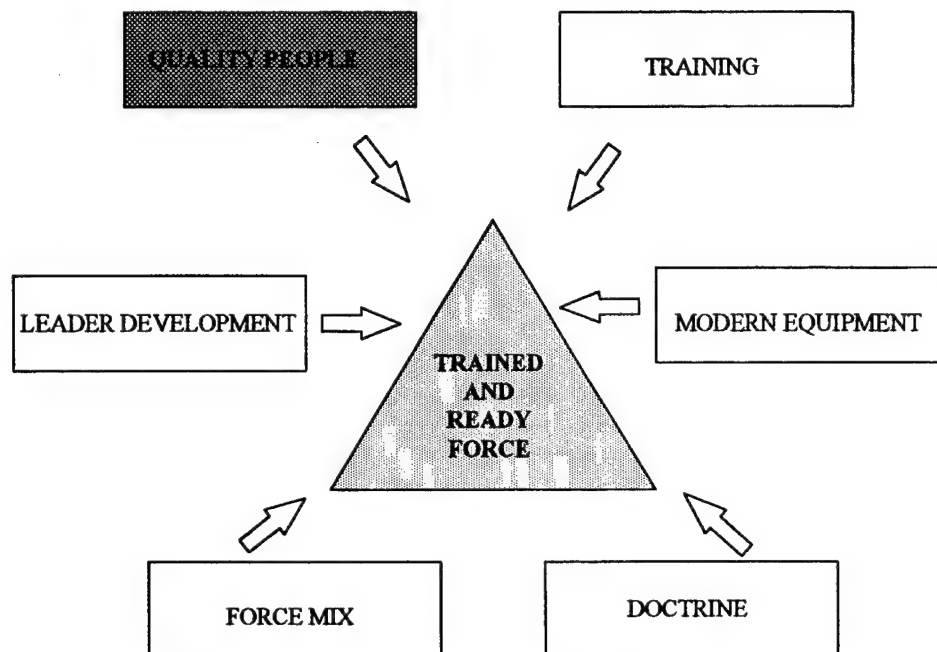 QUALITY PEOPLE
TRAINING
LEADER DEVELOPMENT
MODERN EQUIPMENT
TRAINED
AND
READY
FORCE
FORCE MIX
DOCTRINE